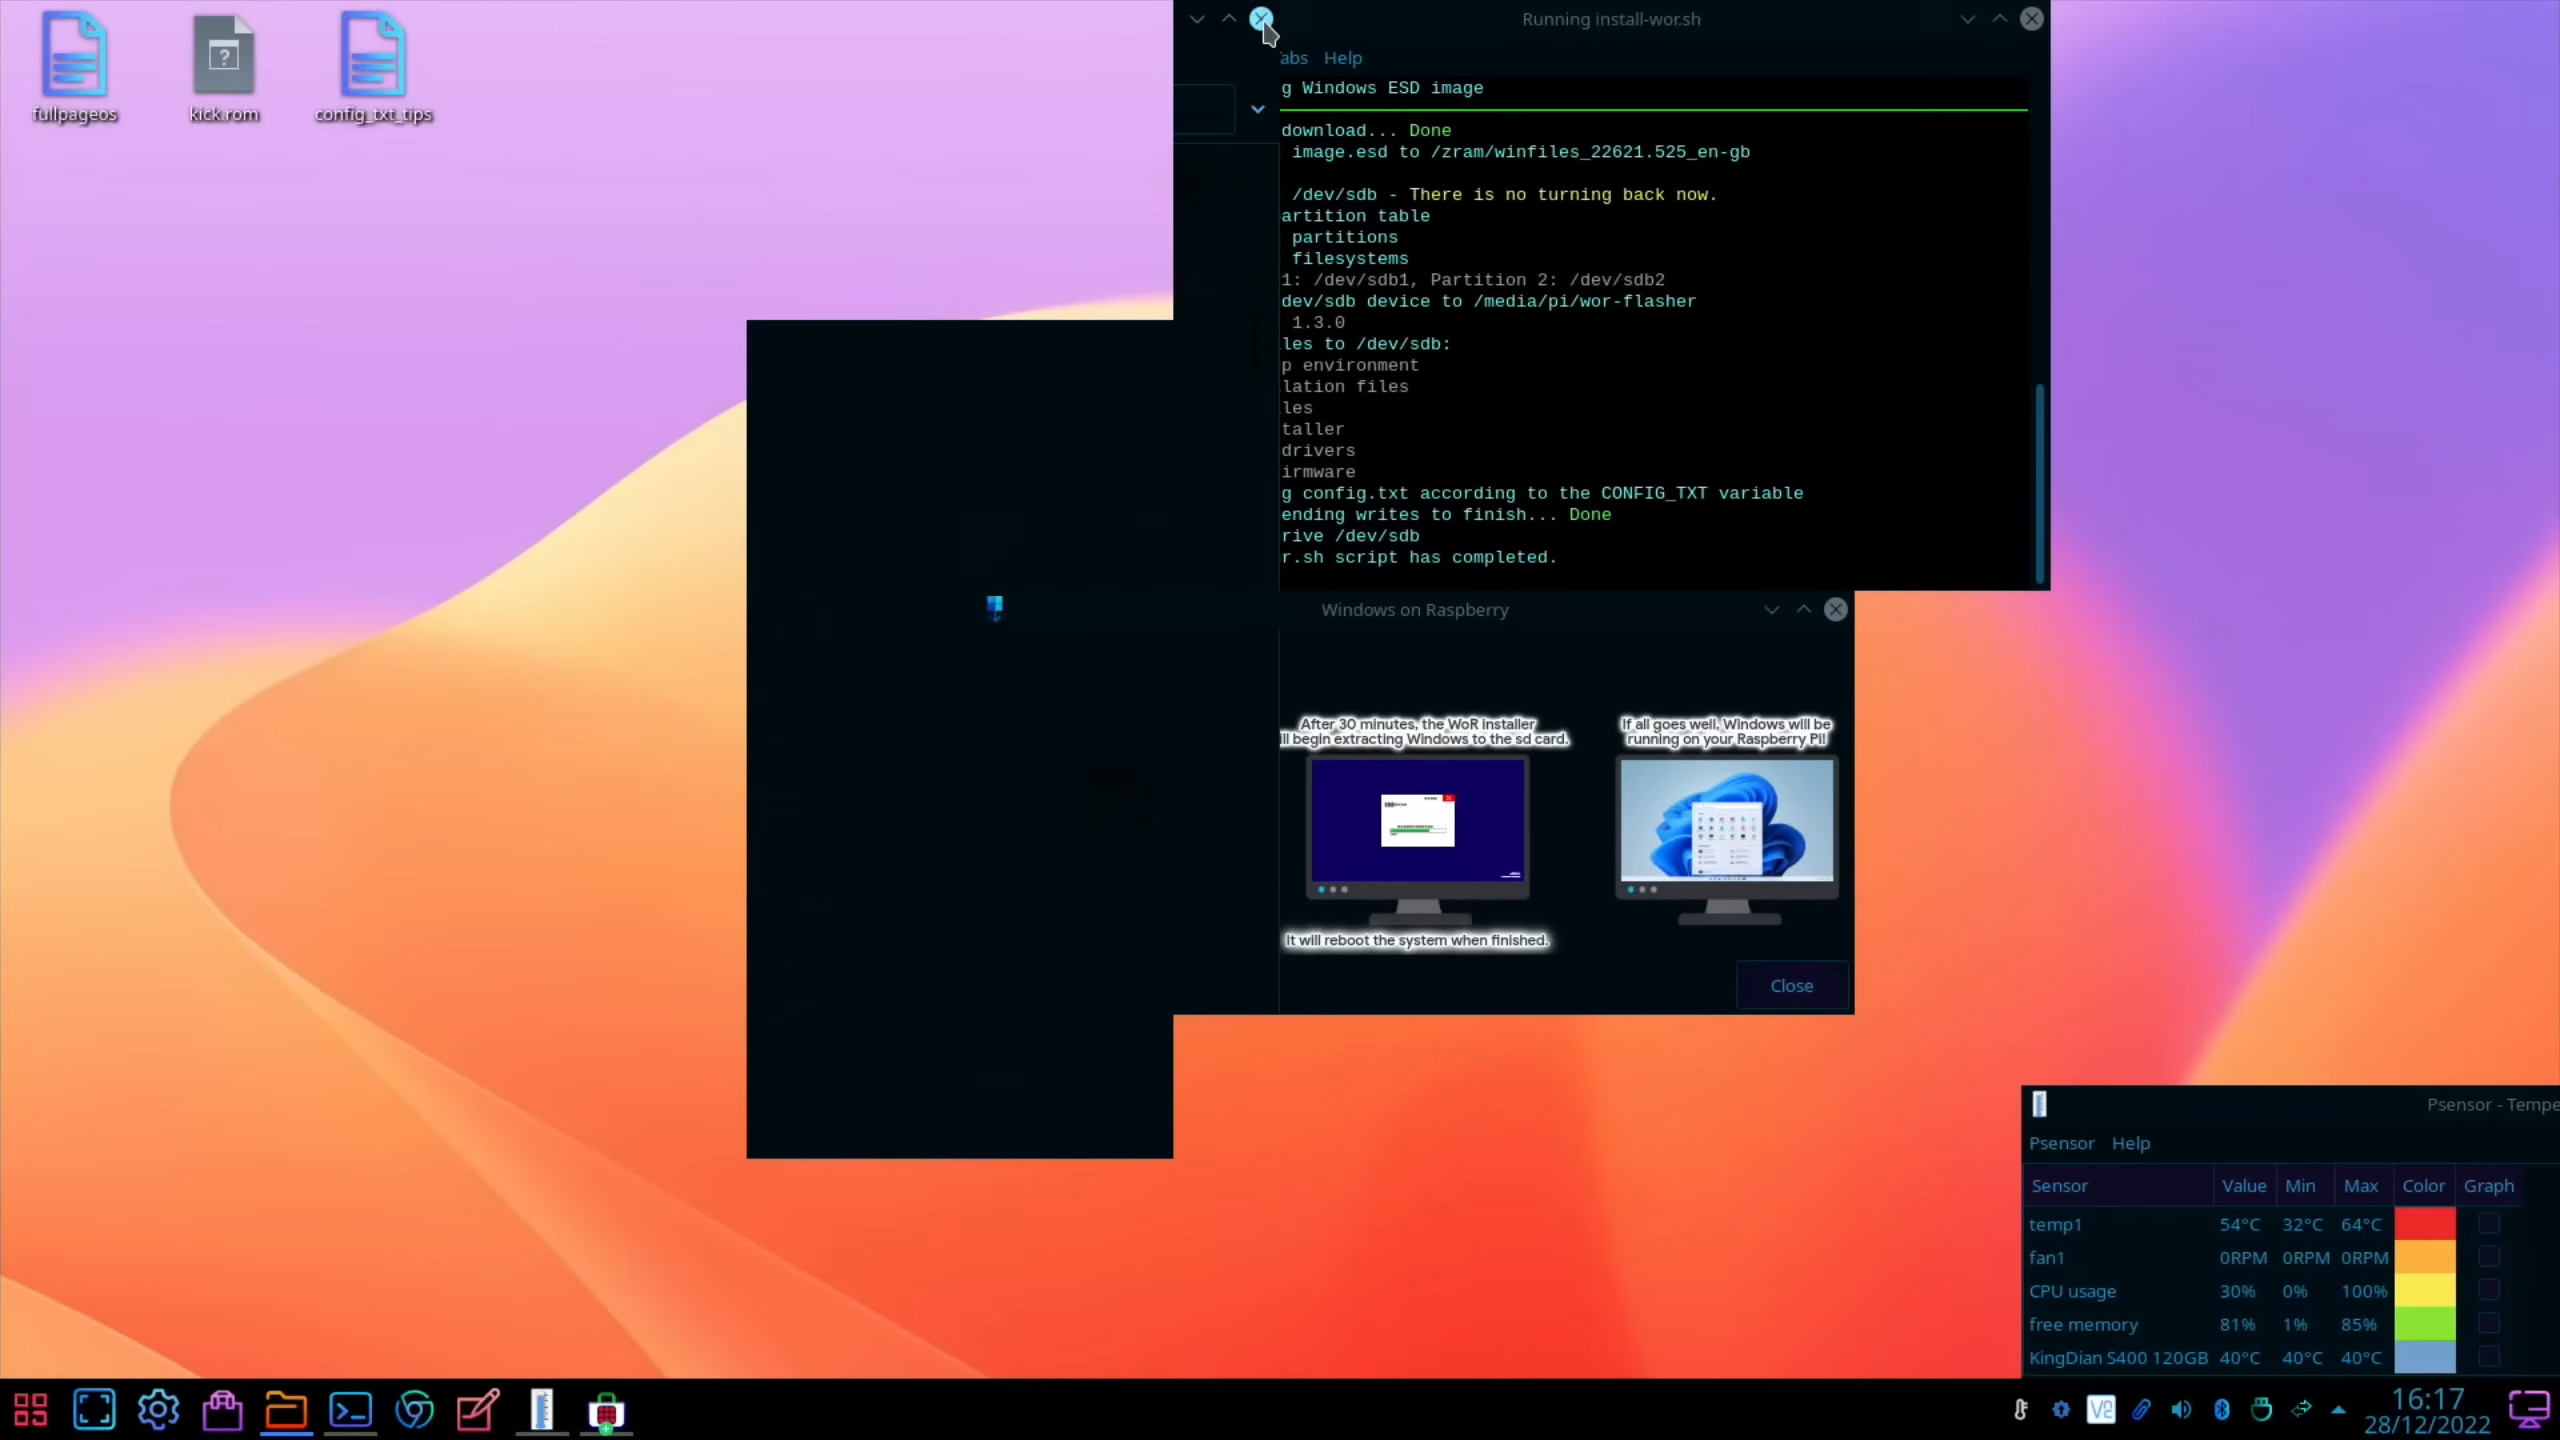 fullpageos
kick.rom
config_txt_tips
Running install-wor.sh
abs Help
g Windows ESD image
download... Done
image.esd to /zram/winfiles_22621.525_en-gb
/dev/sdb - There is no turning back now.
artition table
partitions
filesystems
1: /dev/sdb1, Partition 2: /dev/sdb2
dev/sdb device to /media/pi/wor-flasher
1.3.0
les to /dev/sdb:
p environment
lation files
les
taller
drivers
irmware
g config.txt according to the CONFIG_TXT variable
ending writes to finish... Done
rive /dev/sdb
r.sh script has completed.
Windows on Raspberry
After 30 minutes, the WoR installer
ll begin extracting Windows to the sd card.
It will reboot the system when finished.
If all goes well, Windows will be
running on your Raspberry Pi!
Close
Psensor - Tempe
Psensor Help
Sensor Value Min Max Color Graph
temp1 54°C 32°C 64°C
fan1 0RPM 0RPM 0RPM
CPU usage 30% 0% 100%
free memory 81% 1% 85%
KingDian S400 120GB 40°C 40°C 40°C
16:17
28/12/2022